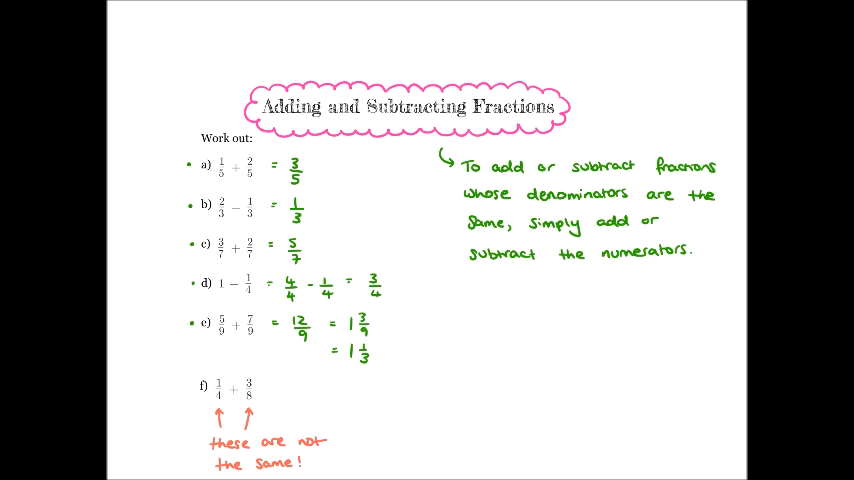 Adding and Subtracting Fractions
Work out:
a) 1/5 + 2/5 = 3/5
b) 2/3 − 1/3 = 1/3
c) 3/7 + 2/7 = 5/7
d) 1 − 1/4 = 4/4 - 1/4 = 3/4
e) 5/9 + 7/9 = 12/9 = 1 3/9
= 1 1/3
f) 1/4 + 3/8
these are not
the same!
To add or subtract fractions
whose denominators are the
same, simply add or
subtract the numerators.